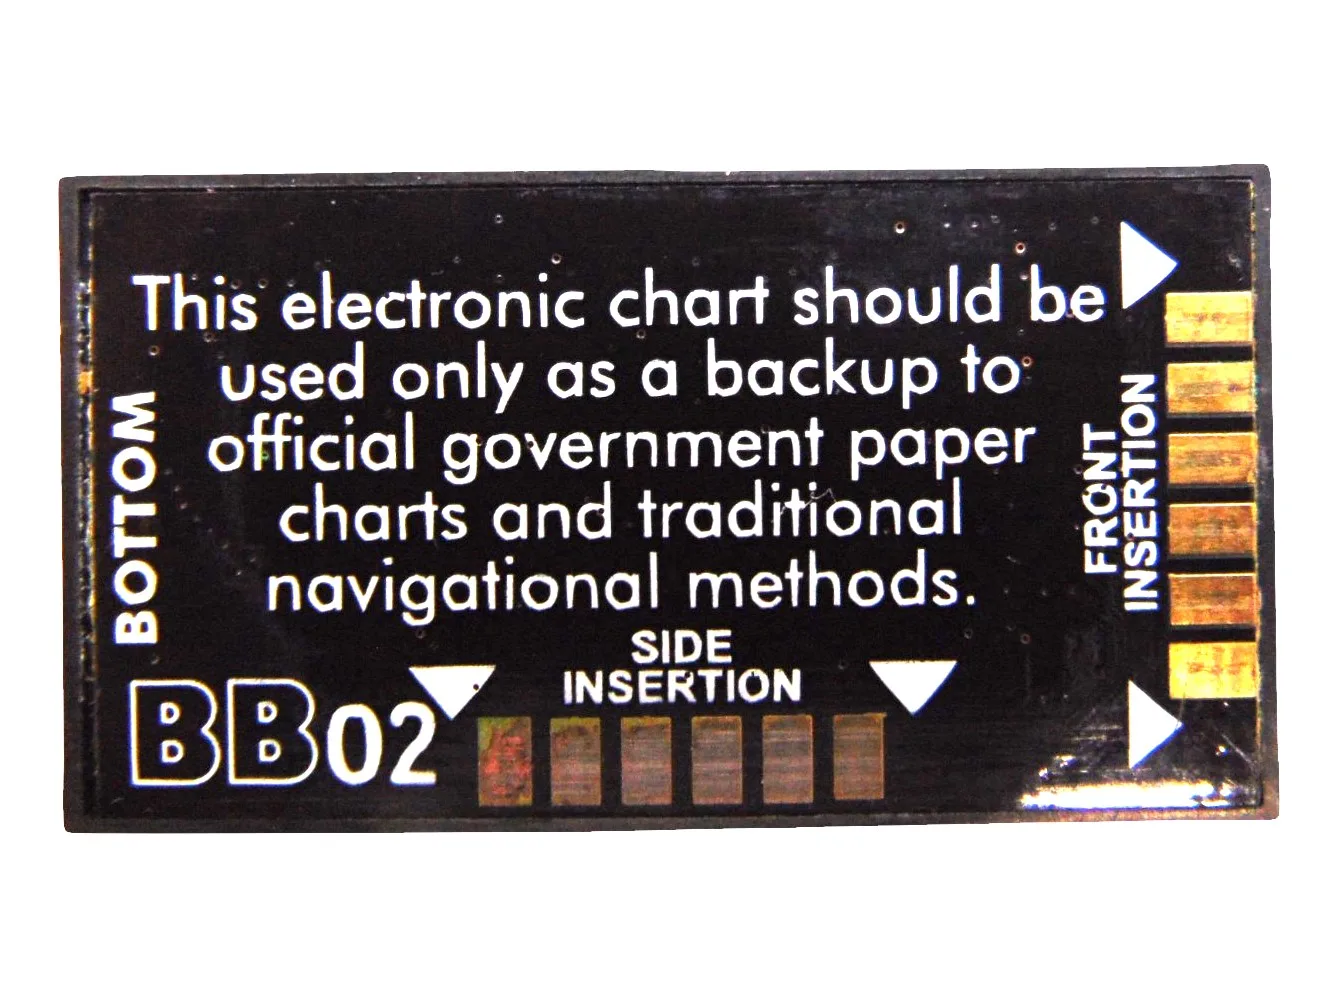 This electronic chart should be
used only as a backup to
official government paper
charts and traditional
navigational methods.
BOTTOM
FRONT
INSERTION
SIDE
INSERTION
BB02